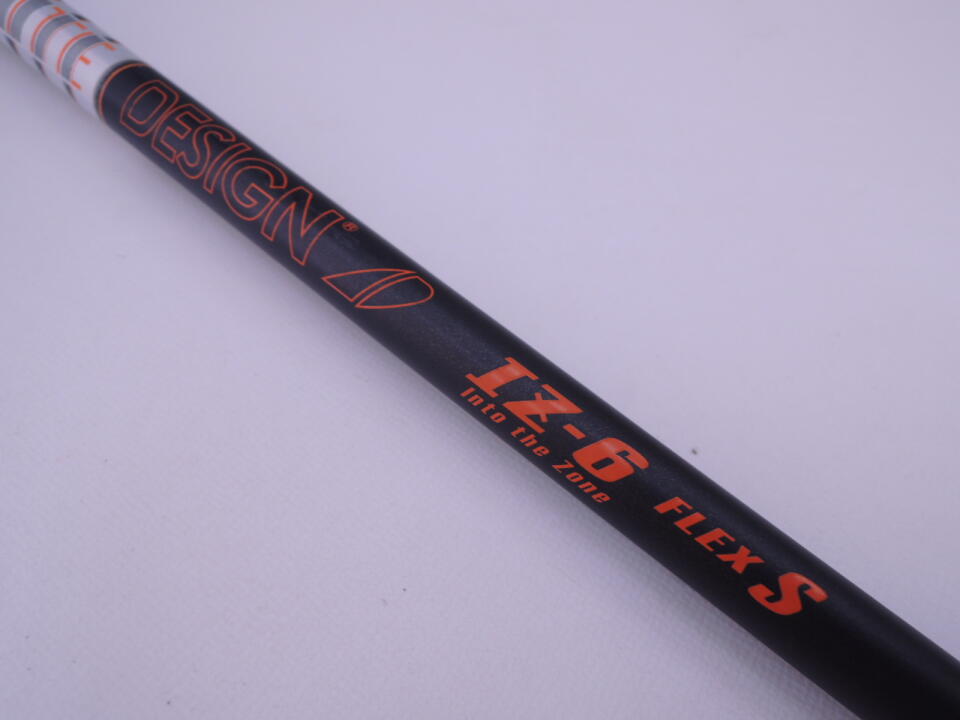 DESIGN®
IZ-6
Into the Zone
FLEX S